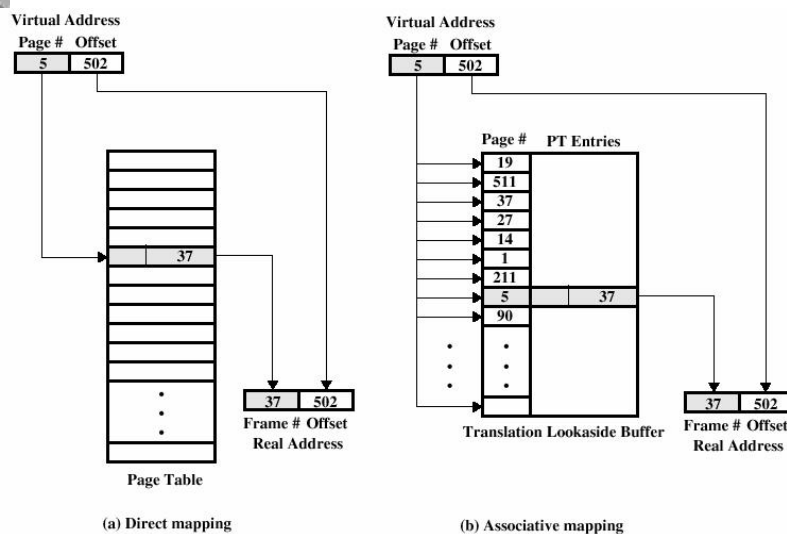 Virtual Address
Page # Offset
5 502
37
37 502
Frame # Offset
Real Address
Page Table
(a) Direct mapping
Virtual Address
Page # Offset
5 502
Page # PT Entries
19
511
37
27
14
1
211
5 37
90
37 502
Frame # Offset
Real Address
Translation Lookaside Buffer
(b) Associative mapping